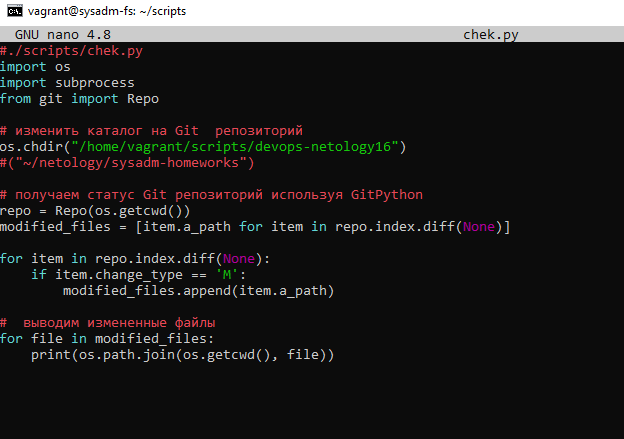 vagrant@sysadm-fs: ~/scripts
GNU nano 4.8 chek.py
#./scripts/chek.py
import os
import subprocess
from git import Repo

# изменить каталог на Git  репозиторий
os.chdir("/home/vagrant/scripts/devops-netology16")
#("~/netology/sysadm-homeworks")

# получаем статус Git репозиторий используя GitPython
repo = Repo(os.getcwd())
modified_files = [item.a_path for item in repo.index.diff(None)]

for item in repo.index.diff(None):
    if item.change_type == 'M':
        modified_files.append(item.a_path)

#  выводим измененные файлы
for file in modified_files:
    print(os.path.join(os.getcwd(), file))